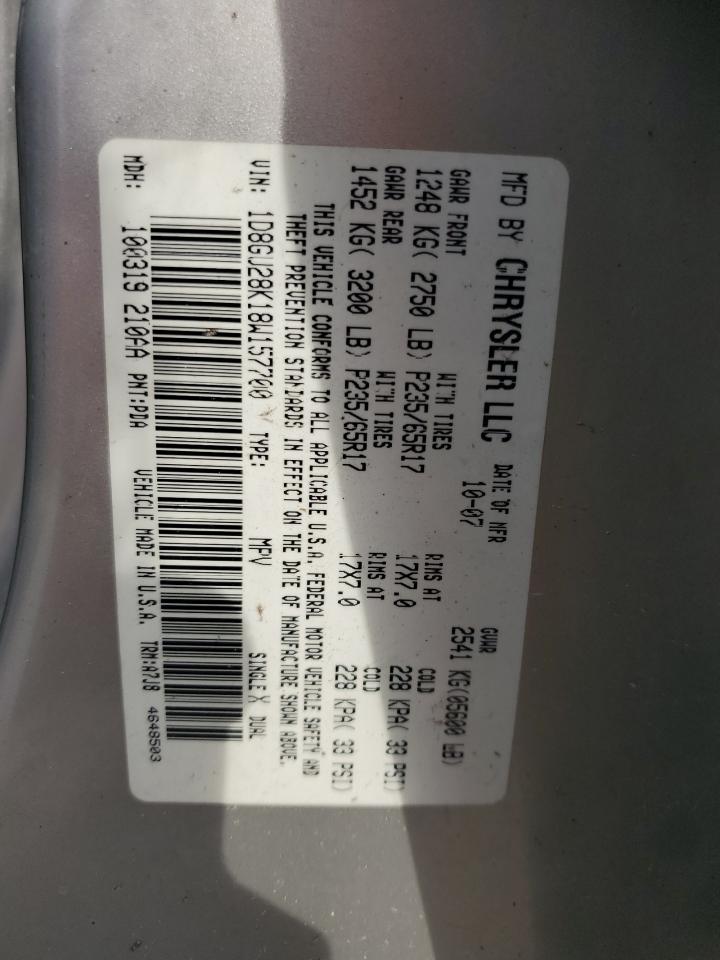 MFD BY CHRYSLER LLC DATE OF MFR 10-07 GVWR 2541 KG(05600 LB)
GAWR FRONT WITH TIRES RIMS AT COLD
1248 KG( 2750 LB) P235/65R17 17X7.0 228 KPA( 33 PSI)
GAWR REAR WITH TIRES RIMS AT COLD
1452 KG( 3200 LB) P235/65R17 17X7.0 228 KPA( 33 PSI)
THIS VEHICLE CONFORMS TO ALL APPLICABLE U.S.A. FEDERAL MOTOR VEHICLE SAFETY AND
THEFT PREVENTION STANDARDS IN EFFECT ON THE DATE OF MANUFACTURE SHOWN ABOVE.
VIN: 1D8GU28K18W157700 TYPE: MPV SINGLE X DUAL
MDH: 100319 210FA PNT:PDA VEHICLE MADE IN U.S.A. TRM:A7J8 4648503